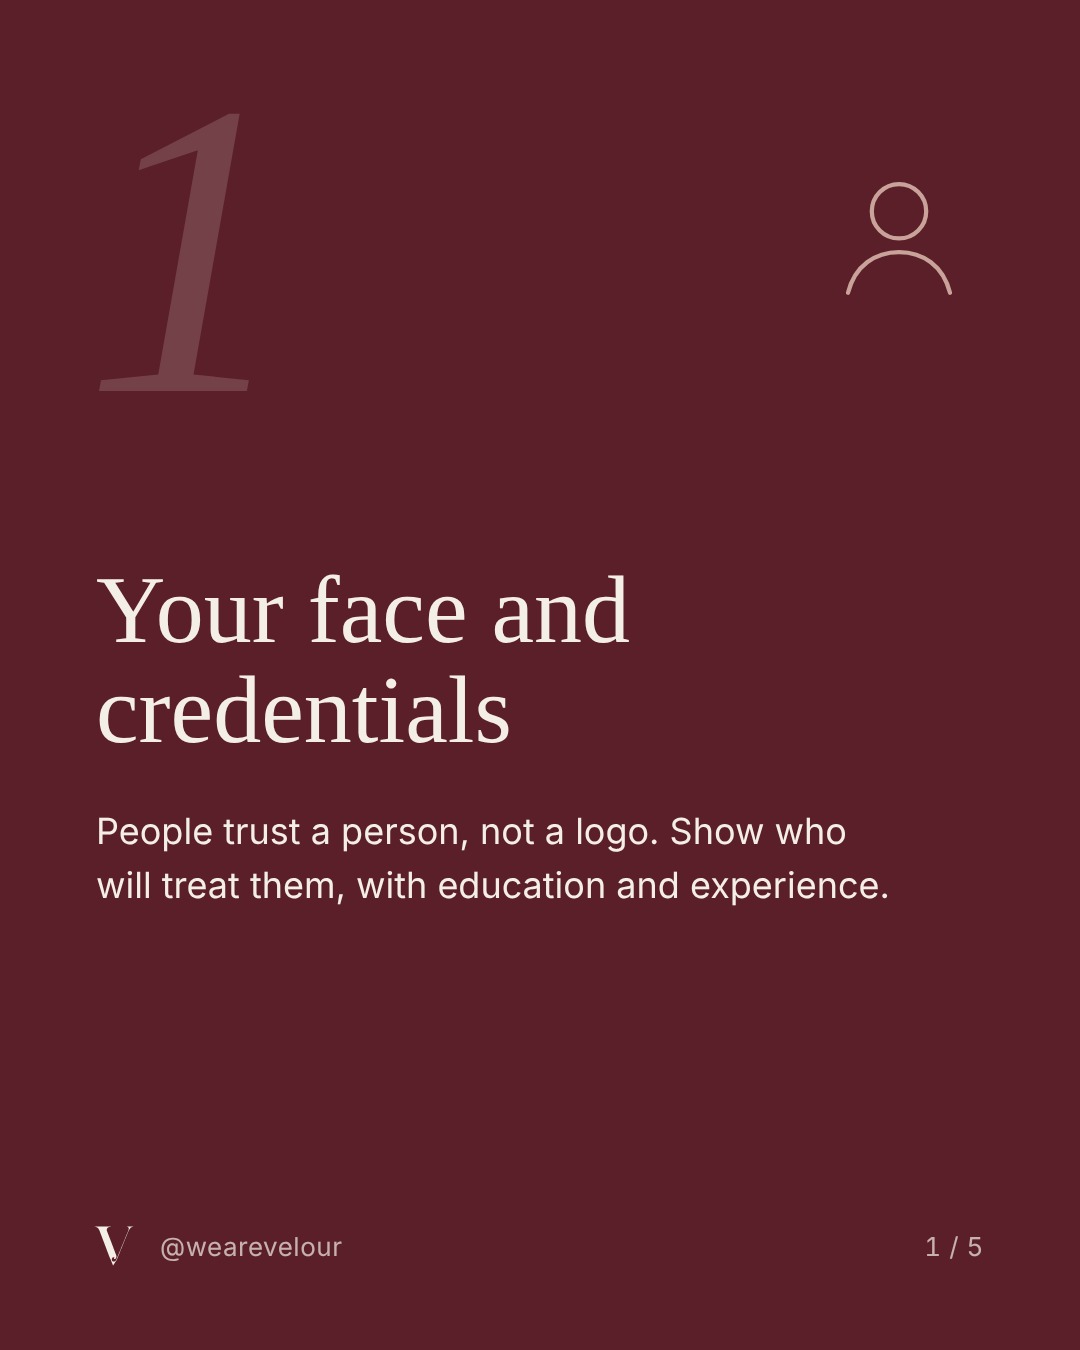 1
Your face and
credentials
People trust a person, not a logo. Show who
will treat them, with education and experience.
V @wearevelour
1 / 5